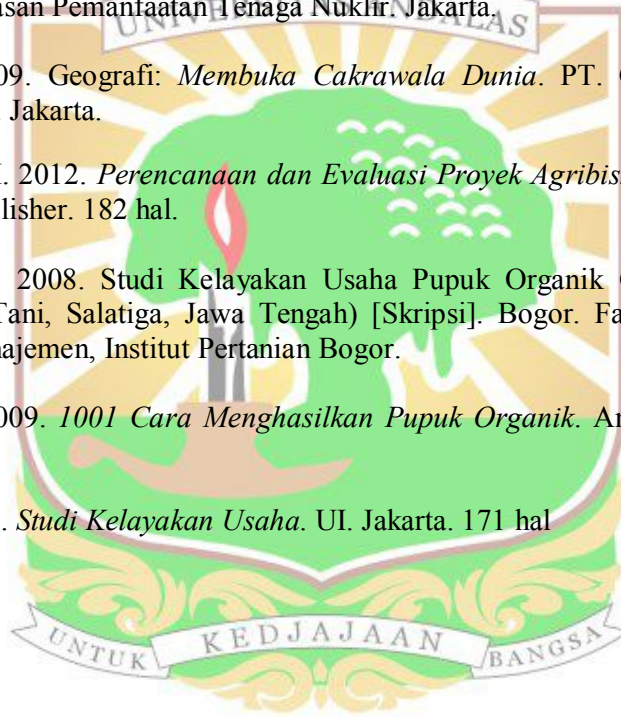 asan Pemanfaatan Tenaga Nuklir. Jakarta.
UNIVERSITAS ANDALAS
09. Geografi: Membuka Cakrawala Dunia. PT.
Jakarta.
. 2012. Perencanaan dan Evaluasi Proyek Agribis
lisher. 182 hal.
2008. Studi Kelayakan Usaha Pupuk Organik
Tani, Salatiga, Jawa Tengah) [Skripsi]. Bogor. Fa
najemen, Institut Pertanian Bogor.
009. 1001 Cara Menghasilkan Pupuk Organik. A
. Studi Kelayakan Usaha. UI. Jakarta. 171 hal
UNTUK KEDJAJAAN BANGSA